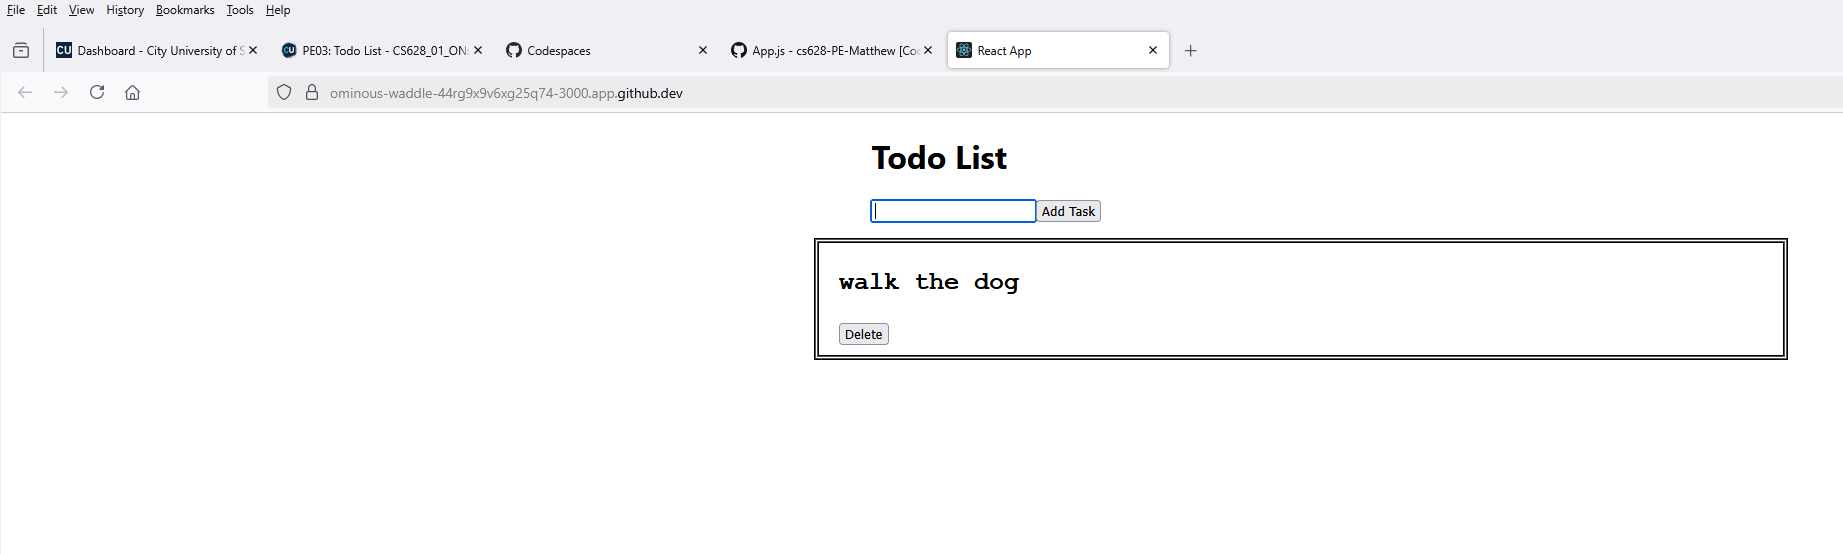 File Edit View History Bookmarks Tools Help
CU Dashboard - City University of S
CU PE03: Todo List - CS628_01_ON
Codespaces
App.js - cs628-PE-Matthew [Co
React App
ominous-waddle-44rg9x9v6xg25q74-3000.app.github.dev
Todo List
Add Task
walk the dog
Delete